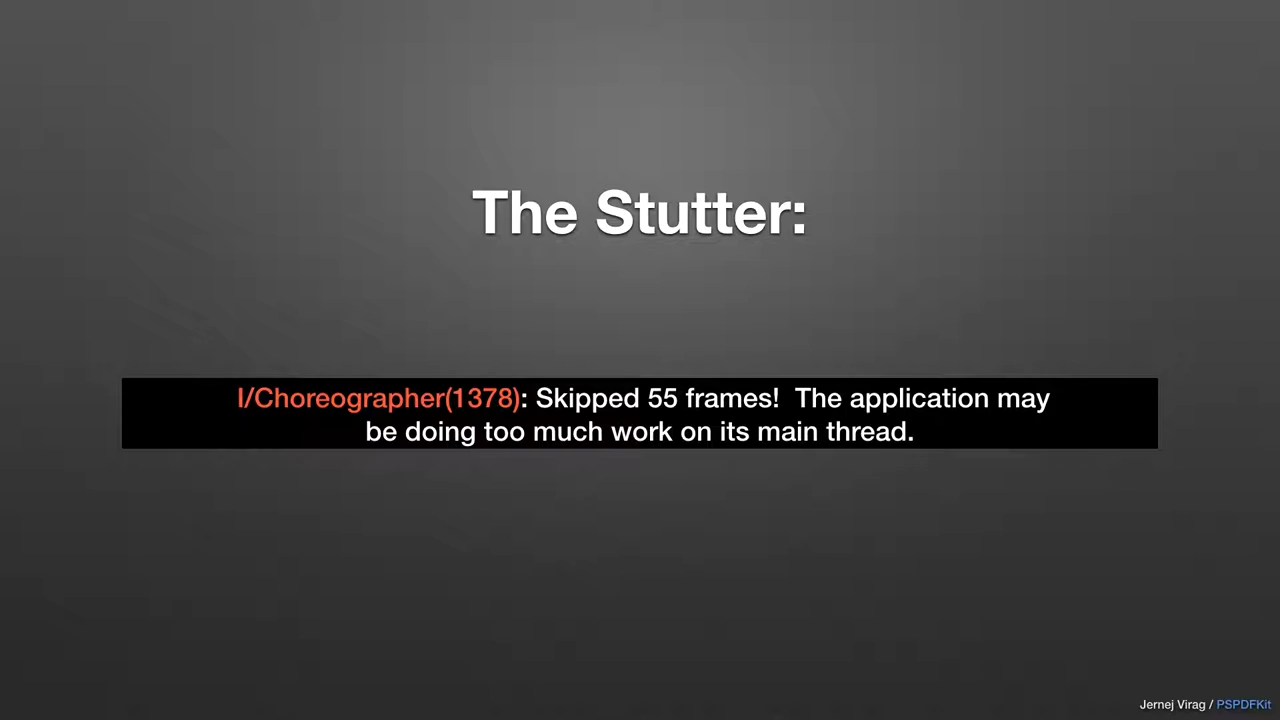 The Stutter:
I/Choreographer(1378): Skipped 55 frames!  The application may
be doing too much work on its main thread.
Jernej Virag / PSPDFKit